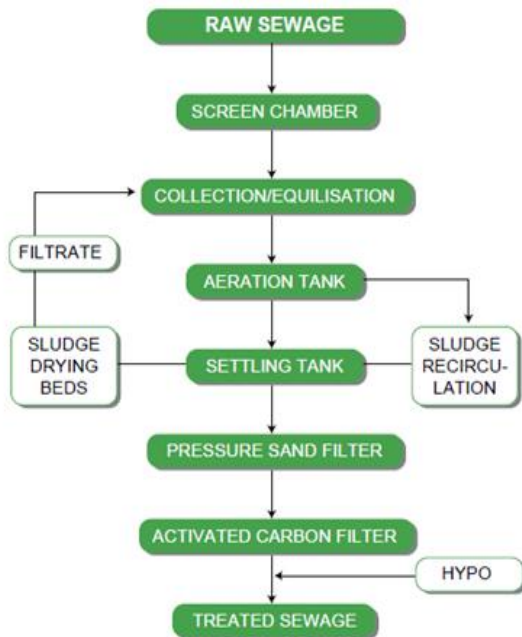 RAW SEWAGE
SCREEN CHAMBER
COLLECTION/EQUILISATION
FILTRATE
AERATION TANK
SLUDGE
DRYING
BEDS
SETTLING TANK
SLUDGE
RECIRCU-
LATION
PRESSURE SAND FILTER
ACTIVATED CARBON FILTER
HYPO
TREATED SEWAGE